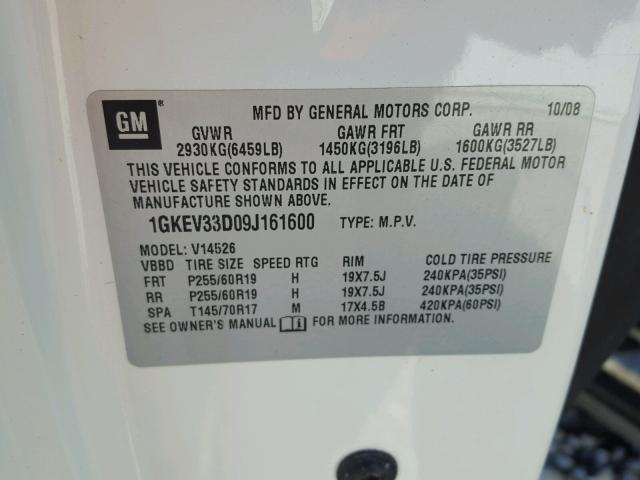 GM ® MFD BY GENERAL MOTORS CORP. 10/08
GVWR GAWR FRT GAWR RR
2930KG(6459LB) 1450KG(3196LB) 1600KG(3527LB)
THIS VEHICLE CONFORMS TO ALL APPLICABLE U.S. FEDERAL MOTOR
VEHICLE SAFETY STANDARDS IN EFFECT ON THE DATE OF
MANUFACTURE SHOWN ABOVE.
1GKEV33D09J161600 TYPE: M.P.V.
MODEL: V14526
VBBD TIRE SIZE SPEED RTG RIM COLD TIRE PRESSURE
FRT P255/60R19 H 19X7.5J 240KPA(35PSI)
RR P255/60R19 H 19X7.5J 240KPA(35PSI)
SPA T145/70R17 M 17X4.5B 420KPA(60PSI)
SEE OWNER'S MANUAL FOR MORE INFORMATION.